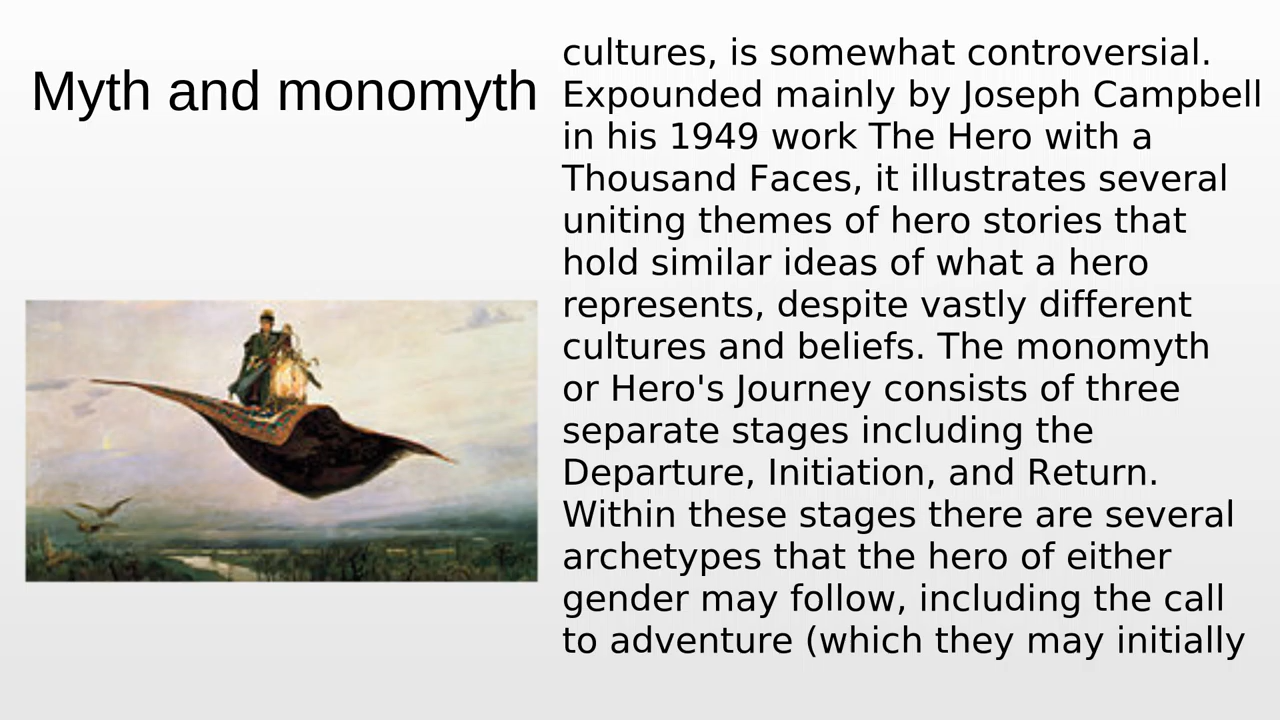 Myth and monomyth
cultures, is somewhat controversial.
Expounded mainly by Joseph Campbell
in his 1949 work The Hero with a
Thousand Faces, it illustrates several
uniting themes of hero stories that
hold similar ideas of what a hero
represents, despite vastly different
cultures and beliefs. The monomyth
or Hero's Journey consists of three
separate stages including the
Departure, Initiation, and Return.
Within these stages there are several
archetypes that the hero of either
gender may follow, including the call
to adventure (which they may initially